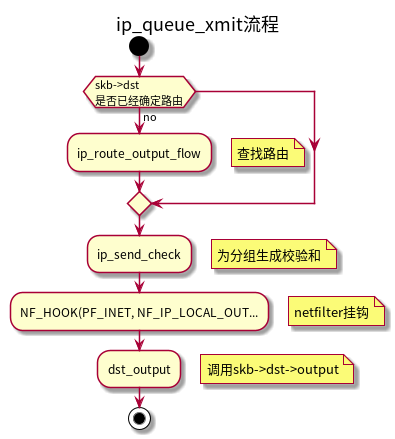 ip_queue_xmit流程
skb->dst
是否已经确定路由
no
ip_route_output_flow
查找路由
ip_send_check
为分组生成校验和
NF_HOOK(PF_INET, NF_IP_LOCAL_OUT...
netfilter挂钩
dst_output
调用skb->dst->output